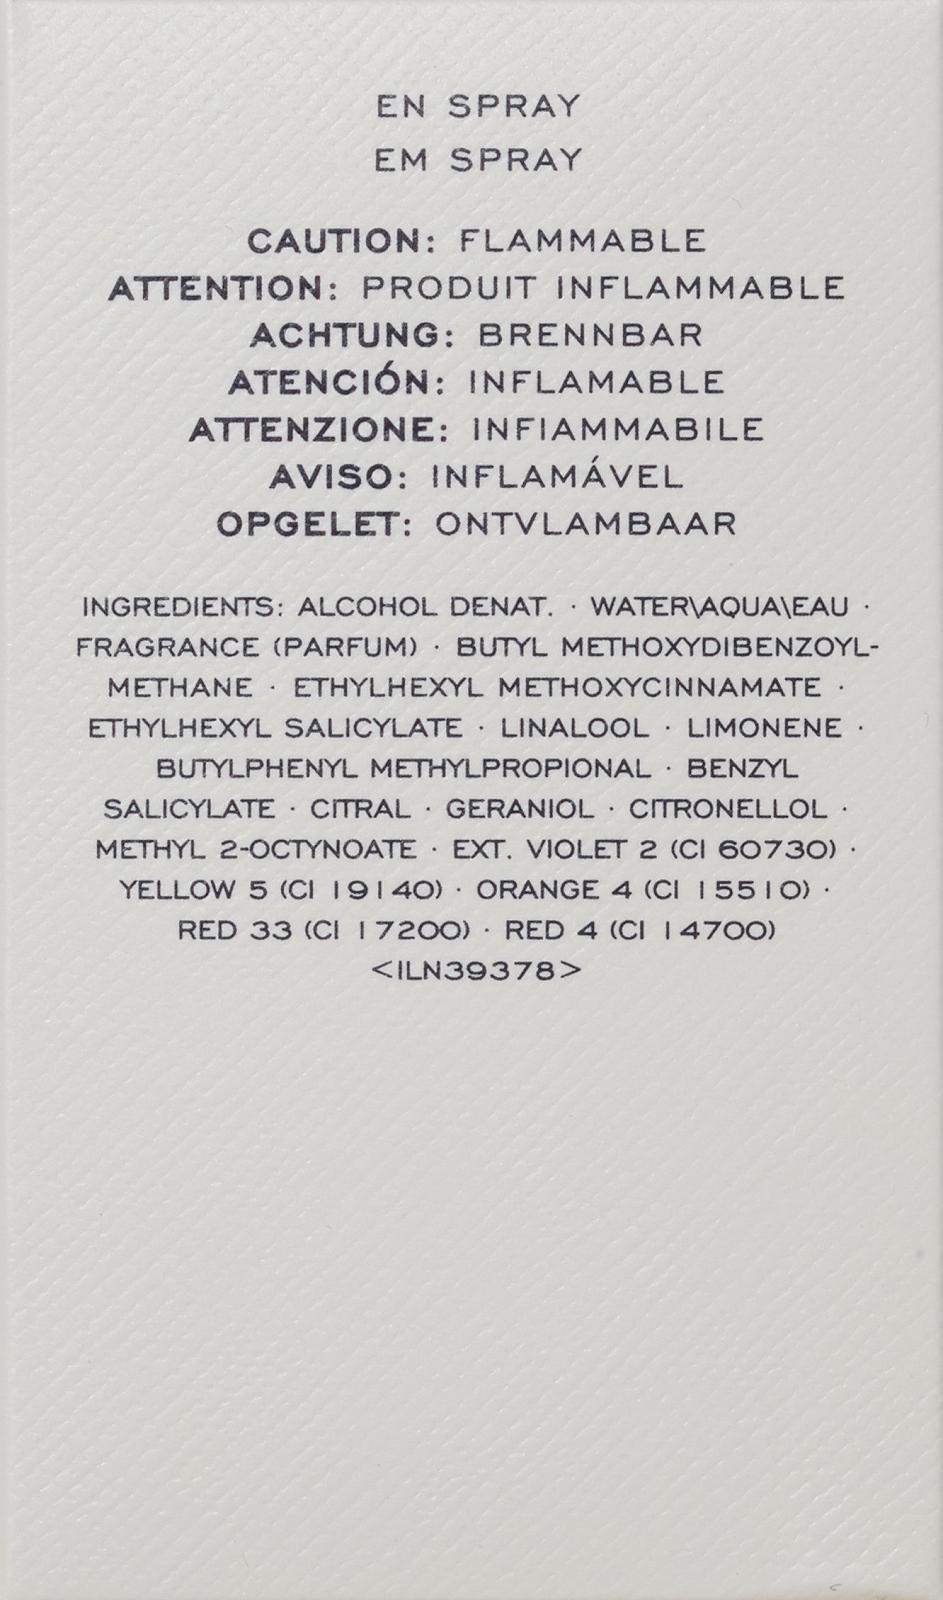 EN SPRAY
EM SPRAY
CAUTION: FLAMMABLE
ATTENTION: PRODUIT INFLAMMABLE
ACHTUNG: BRENNBAR
ATENCIÓN: INFLAMABLE
ATTENZIONE: INFIAMMABILE
AVISO: INFLAMÁVEL
OPGELET: ONTVLAMBAAR
INGREDIENTS: ALCOHOL DENAT. · WATER\AQUA\EAU ·
FRAGRANCE (PARFUM) · BUTYL METHOXYDIBENZOYL-
METHANE · ETHYLHEXYL METHOXYCINNAMATE ·
ETHYLHEXYL SALICYLATE · LINALOOL · LIMONENE ·
BUTYLPHENYL METHYLPROPIONAL · BENZYL
SALICYLATE · CITRAL · GERANIOL · CITRONELLOL ·
METHYL 2-OCTYNOATE · EXT. VIOLET 2 (CI 60730) ·
YELLOW 5 (CI 19140) · ORANGE 4 (CI 15510) ·
RED 33 (CI 17200) · RED 4 (CI 14700)
<ILN39378>